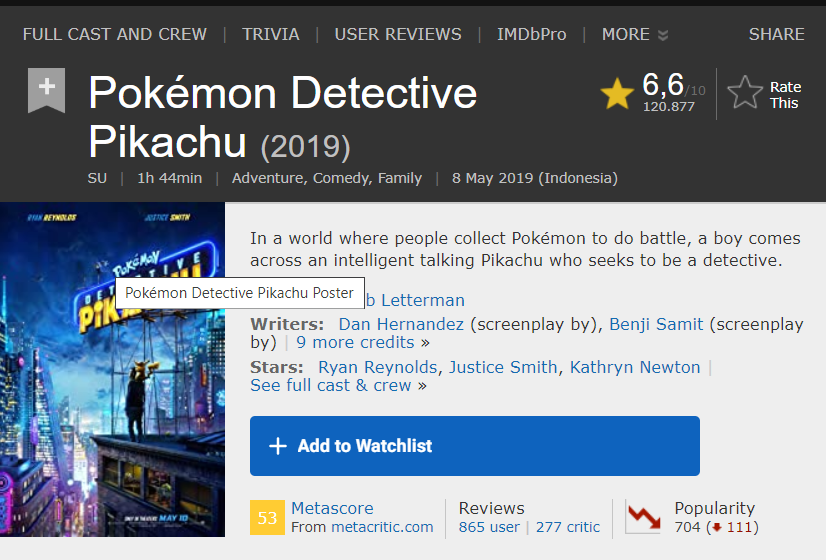 FULL CAST AND CREW | TRIVIA | USER REVIEWS | IMDbPro | MORE SHARE
Pokémon Detective
Pikachu (2019)
6,6/10
120.877
Rate
This
SU | 1h 44min | Adventure, Comedy, Family | 8 May 2019 (Indonesia)
RYAN REYNOLDS JUSTICE SMITH
POKÉMON
DETECTIVE
PIKACHU
ONLY IN THEATRES MAY 10
Pokémon Detective Pikachu Poster
In a world where people collect Pokémon to do battle, a boy comes
across an intelligent talking Pikachu who seeks to be a detective.
b Letterman
Writers: Dan Hernandez (screenplay by), Benji Samit (screenplay
by) | 9 more credits »
Stars: Ryan Reynolds, Justice Smith, Kathryn Newton |
See full cast & crew »
+ Add to Watchlist
53 Metascore
From metacritic.com
Reviews
865 user | 277 critic
Popularity
704 (🠇 111)